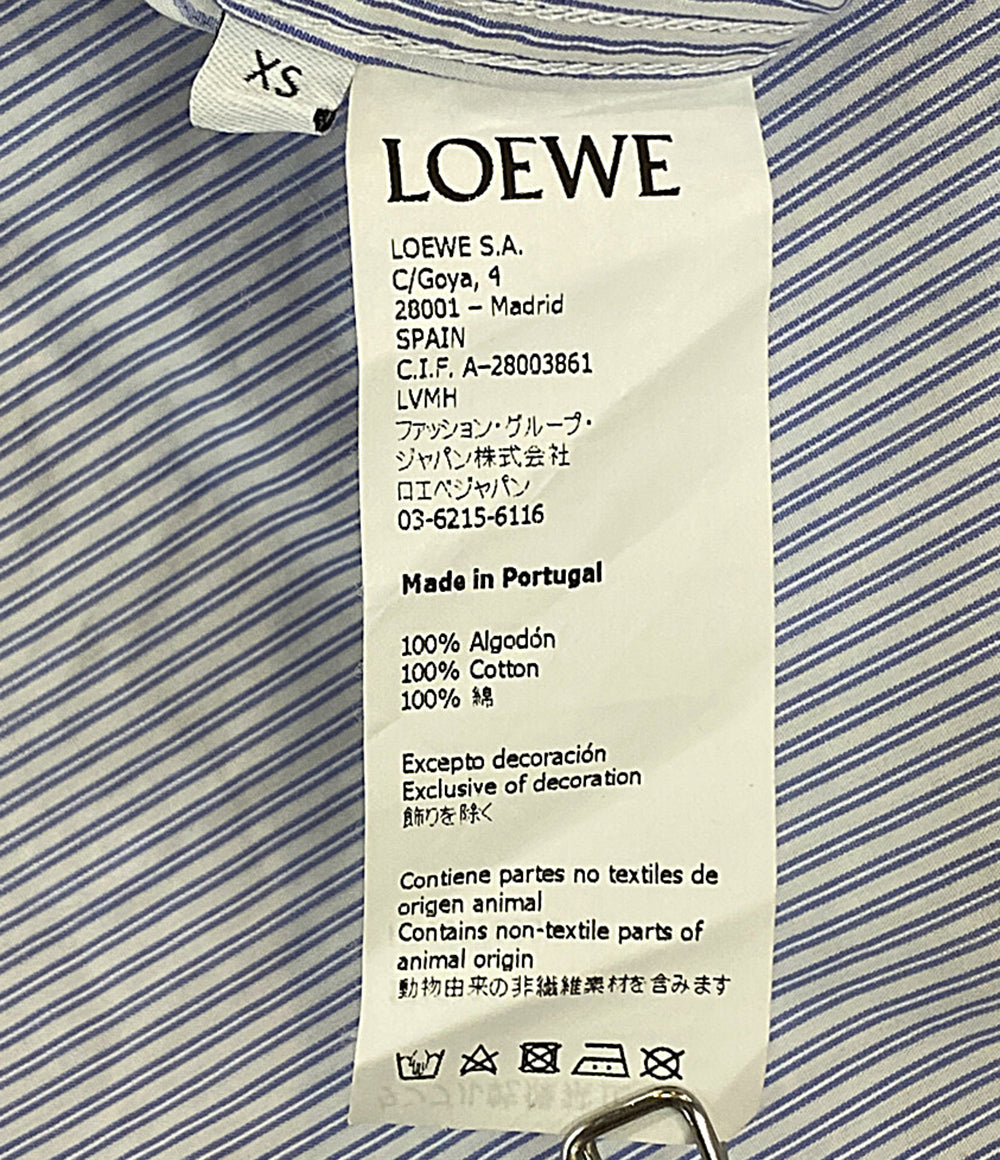 XS
LOEWE
LOEWE S.A.
C/Goya, 4
28001 – Madrid
SPAIN
C.I.F. A-28003861
LVMH
ファッション・グループ・
ジャパン株式会社
ロエベジャパン
03-6215-6116
Made in Portugal
100% Algodón
100% Cotton
100% 綿
Excepto decoración
Exclusive of decoration
飾りを除く
Contiene partes no textiles de
origen animal
Contains non-textile parts of
animal origin
動物由来の非繊維素材を含みます